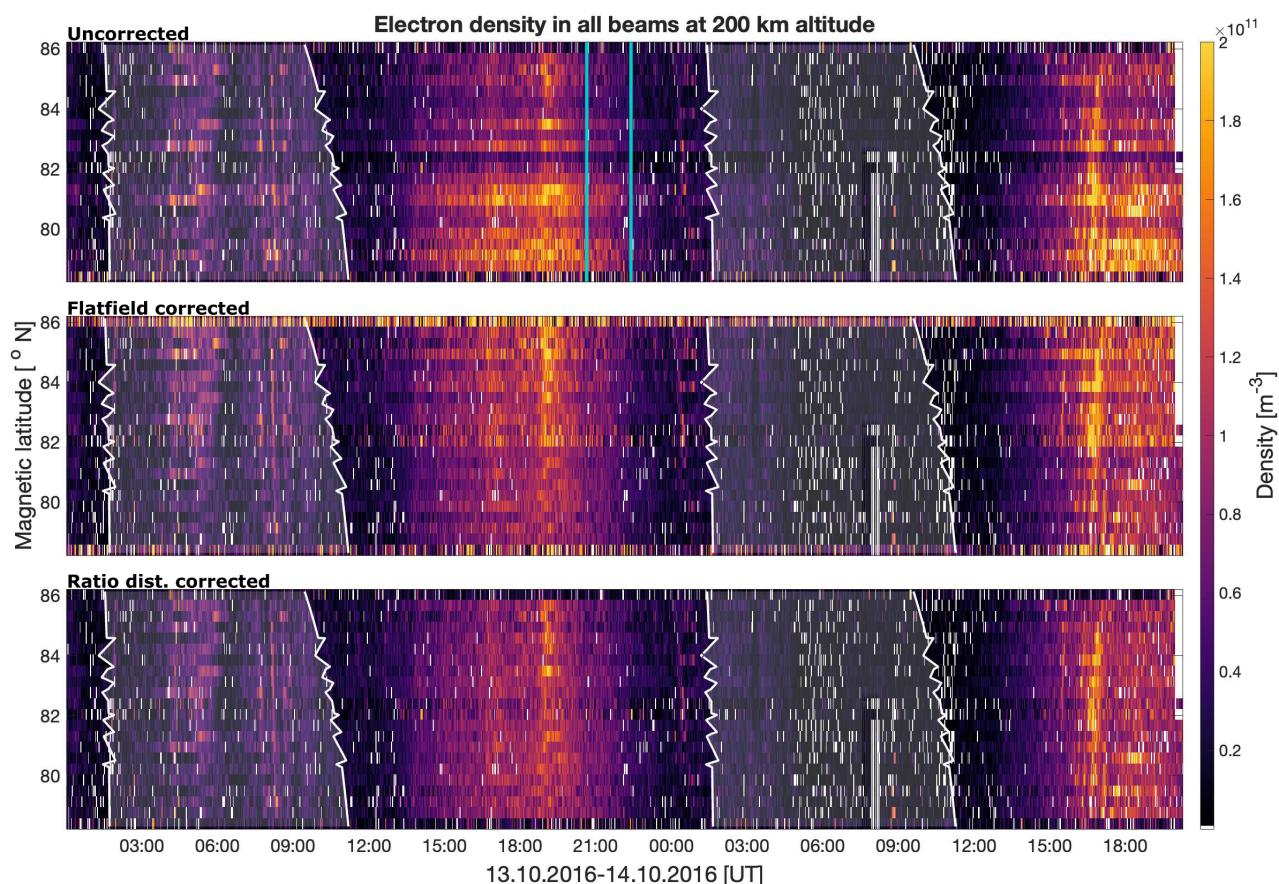 Electron density in all beams at 200 km altitude
Uncorrected
×10¹¹
86
84
82
80
Flatfield corrected
86
84
82
80
Ratio dist. corrected
86
84
82
80
Magnetic latitude [ ° N]
03:00 06:00 09:00 12:00 15:00 18:00 21:00 00:00 03:00 06:00 09:00 12:00 15:00 18:00
13.10.2016-14.10.2016 [UT]
2
1.8
1.6
1.4
1.2
1
0.8
0.6
0.4
0.2
Density [m⁻³]